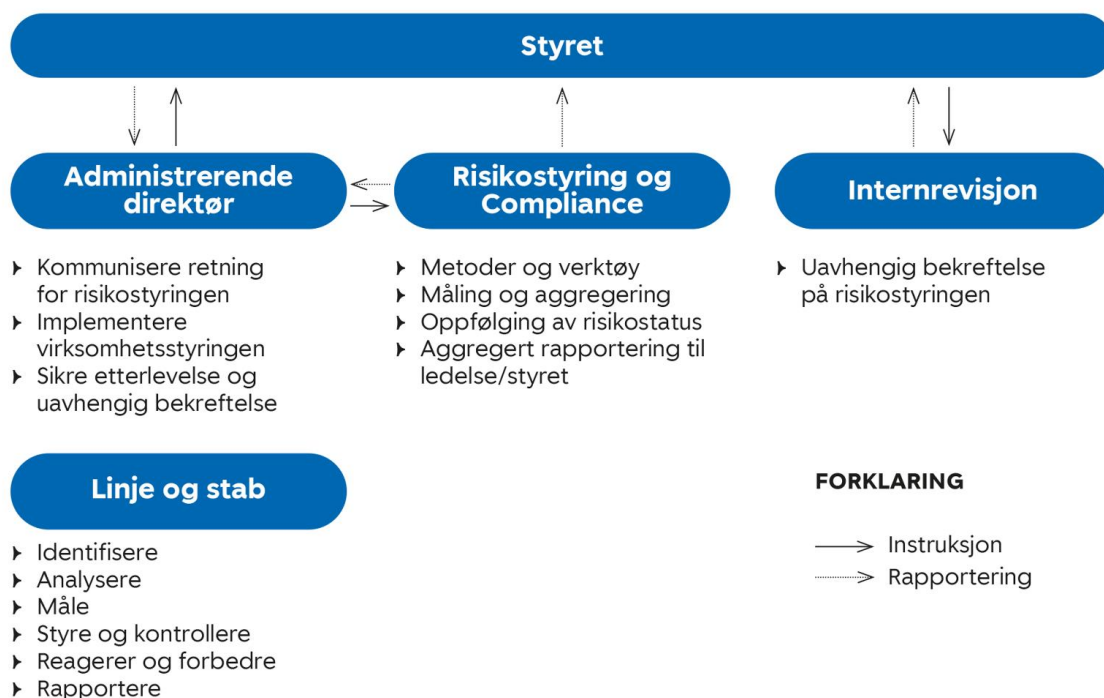 Styret
Administrerende
direktør
Risikostyring og
Compliance
Internrevisjon
Kommunisere retning
for risikostyringen
Implementere
virksomhetsstyringen
Sikre etterlevelse og
uavhengig bekreftelse
Metoder og verktøy
Måling og aggregering
Oppfølging av risikostatus
Aggregert rapportering til
ledelse/styret
Uavhengig bekreftelse
på risikostyringen
Linje og stab
Identifisere
Analysere
Måle
Styre og kontrollere
Reagerer og forbedre
Rapportere
FORKLARING
Instruksjon
Rapportering